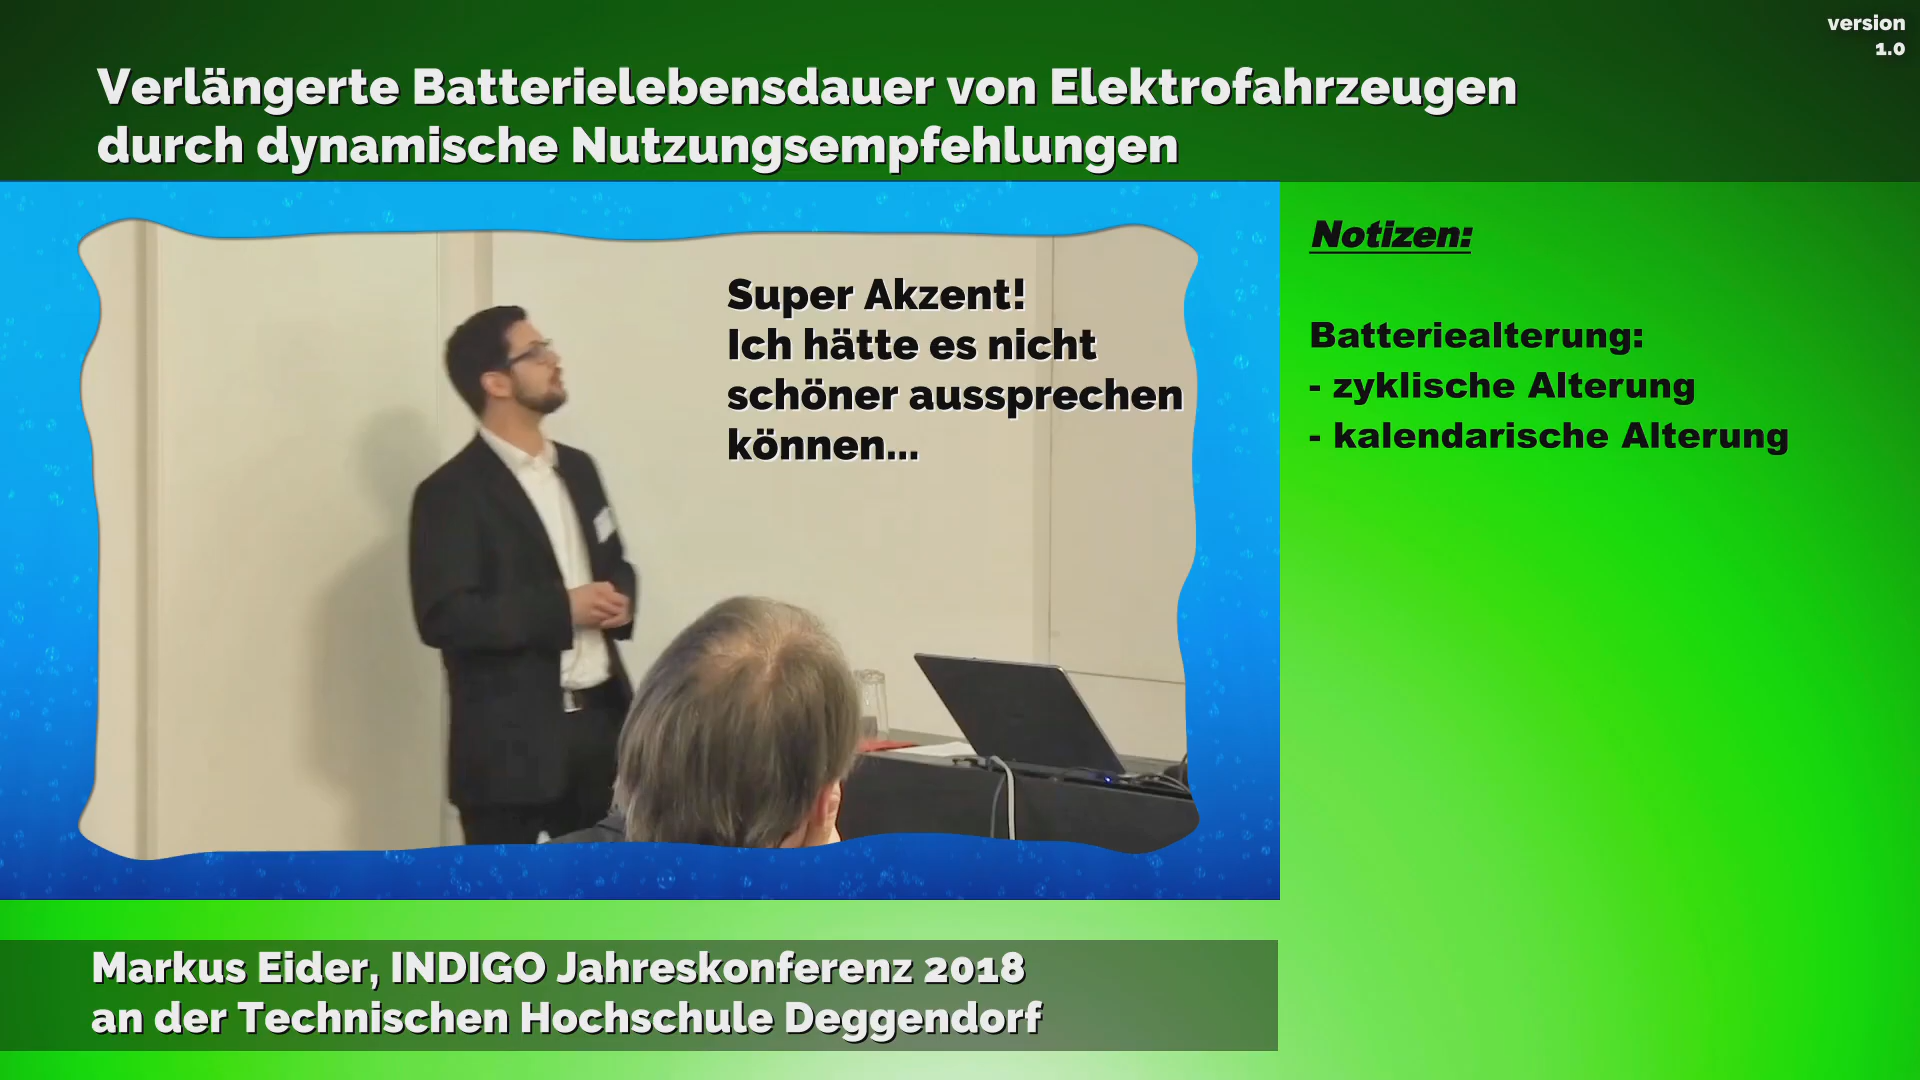 version
1.0
Verlängerte Batterielebensdauer von Elektrofahrzeugen
durch dynamische Nutzungsempfehlungen
Super Akzent!
Ich hätte es nicht
schöner aussprechen
können...
Notizen:
Batteriealterung:
- zyklische Alterung
- kalendarische Alterung
Markus Eider, INDIGO Jahreskonferenz 2018
an der Technischen Hochschule Deggendorf